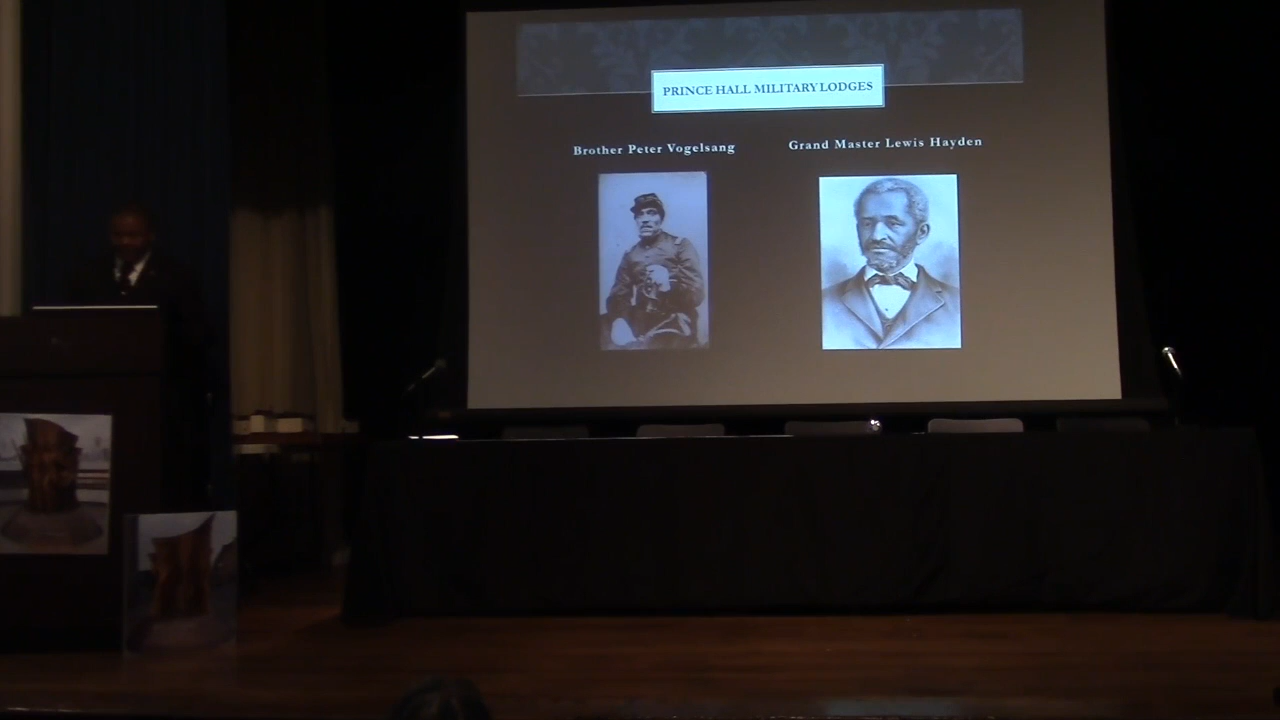 PRINCE HALL MILITARY LODGES
Brother Peter Vogelsang
Grand Master Lewis Hayden